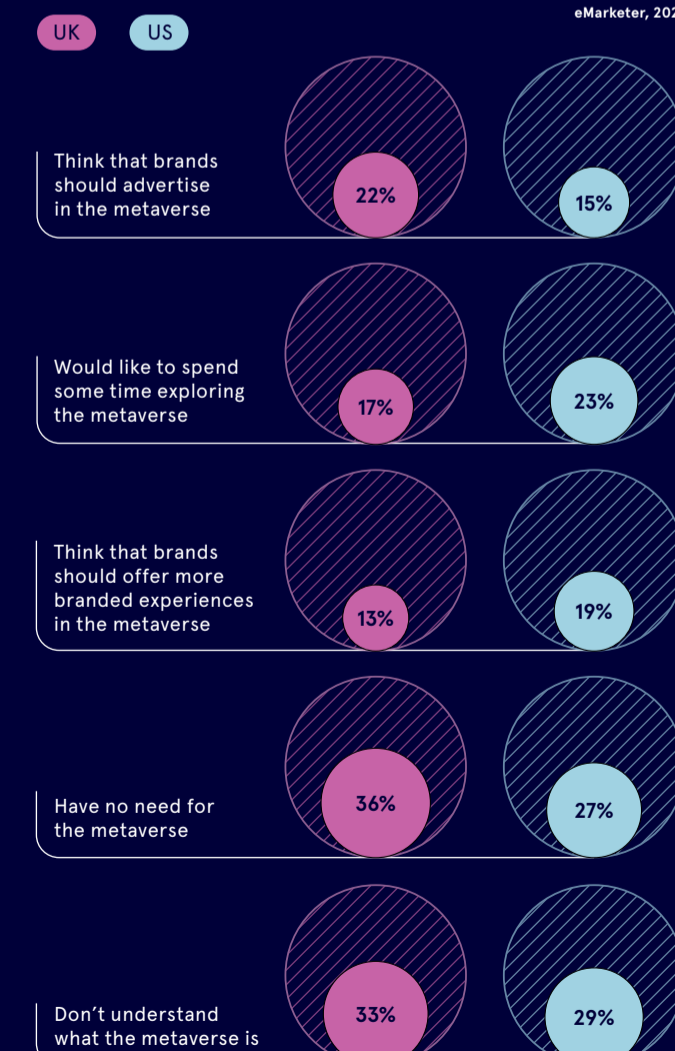 eMarketer,
UK
US
Think that brands
should advertise
in the metaverse
22%
15%
Would like to spend
some time exploring
the metaverse
17%
23%
Think that brands
should offer more
branded experiences
in the metaverse
13%
19%
Have no need for
the metaverse
36%
27%
Don’t understand
what the metaverse is
33%
29%